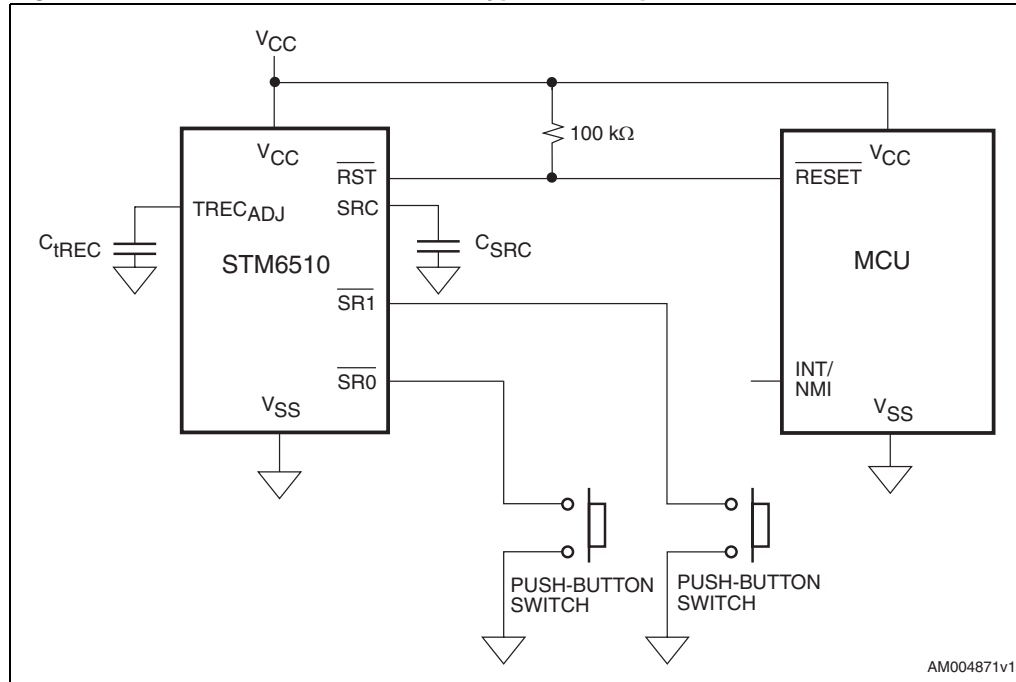 VCC
100 kΩ
VCC
RST
SRC
TRECADJ
CtREC
CSRC
STM6510
SR1
SR0
VSS
VCC
RESET
MCU
INT/
NMI
VSS
PUSH-BUTTON
SWITCH
PUSH-BUTTON
SWITCH
AM004871v1